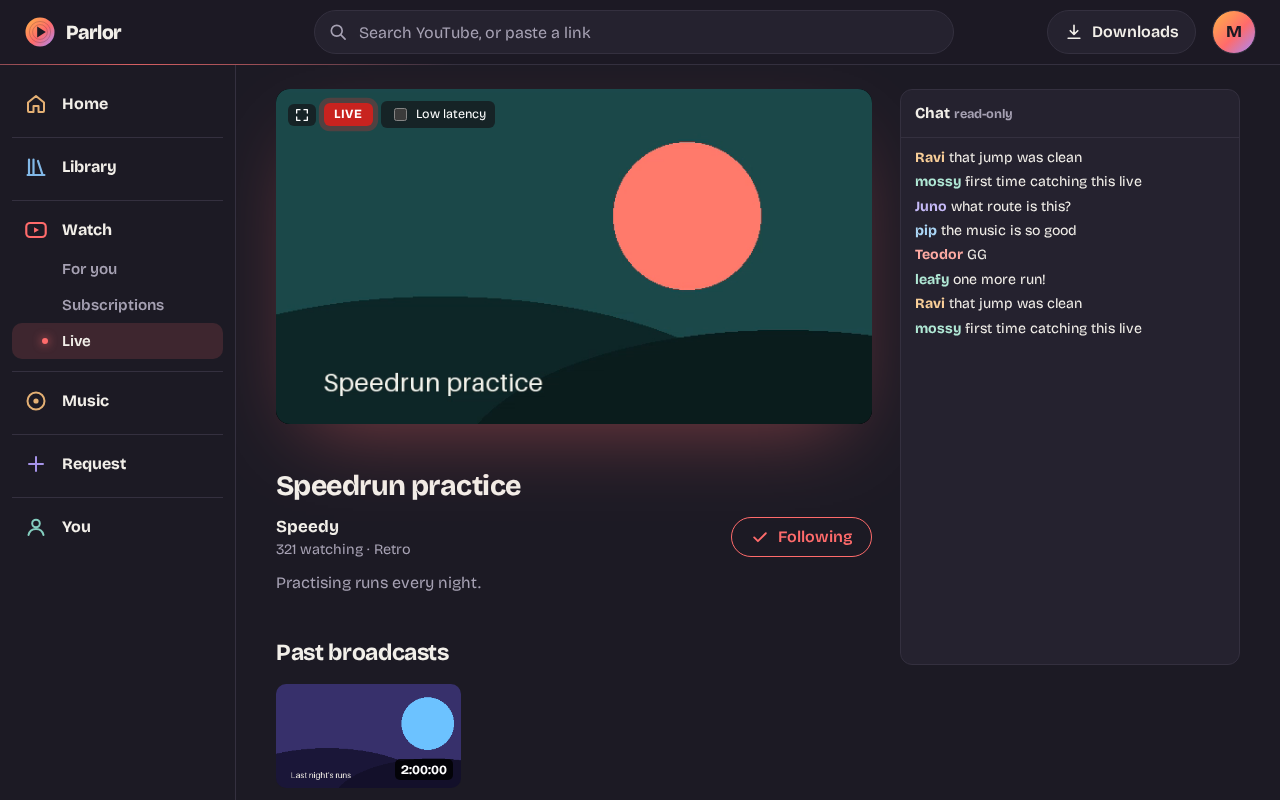 Parlor
Search YouTube, or paste a link
Downloads
M
Home
Library
Watch
For you
Subscriptions
Live
Music
Request
You
LIVE
Low latency
Speedrun practice
Speedrun practice
Speedy
321 watching · Retro
Following
Practising runs every night.
Past broadcasts
Last night's runs
2:00:00
Chat read-only
Ravi that jump was clean
mossy first time catching this live
Juno what route is this?
pip the music is so good
Teodor GG
leafy one more run!
Ravi that jump was clean
mossy first time catching this live